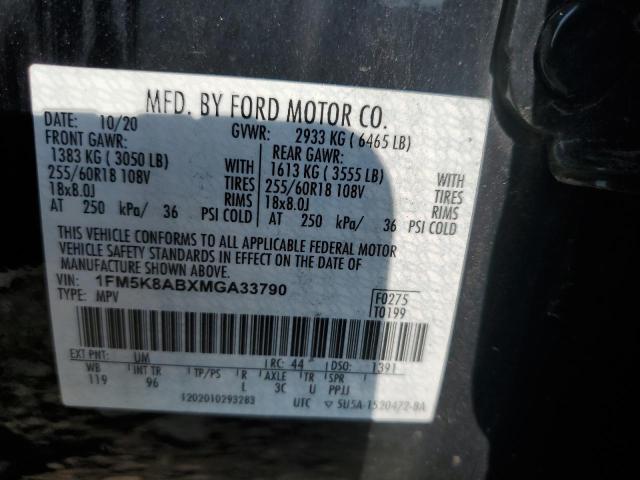 MFD. BY FORD MOTOR CO.
DATE: 10/20 GVWR: 2933 KG ( 6465 LB)
FRONT GAWR: REAR GAWR:
1383 KG ( 3050 LB) WITH 1613 KG ( 3555 LB) WITH
255/60R18 108V TIRES 255/60R18 108V TIRES
18x8.0J RIMS 18x8.0J RIMS
AT 250 kPa/ 36 PSI COLD AT 250 kPa/ 36 PSI COLD
THIS VEHICLE CONFORMS TO ALL APPLICABLE FEDERAL MOTOR
VEHICLE SAFETY STANDARDS IN EFFECT ON THE DATE OF
MANUFACTURE SHOWN ABOVE.
VIN: 1FM5K8ABXMGA33790
TYPE: MPV F0275
T0199
EXT PNT: UM RC: 44 DSO: 1391
WB INT TR TP/PS R AXLE TR SPR
119 96 L 3C U PPJJ
1202010293283 UTC ▽ SU5A-1520472-BA